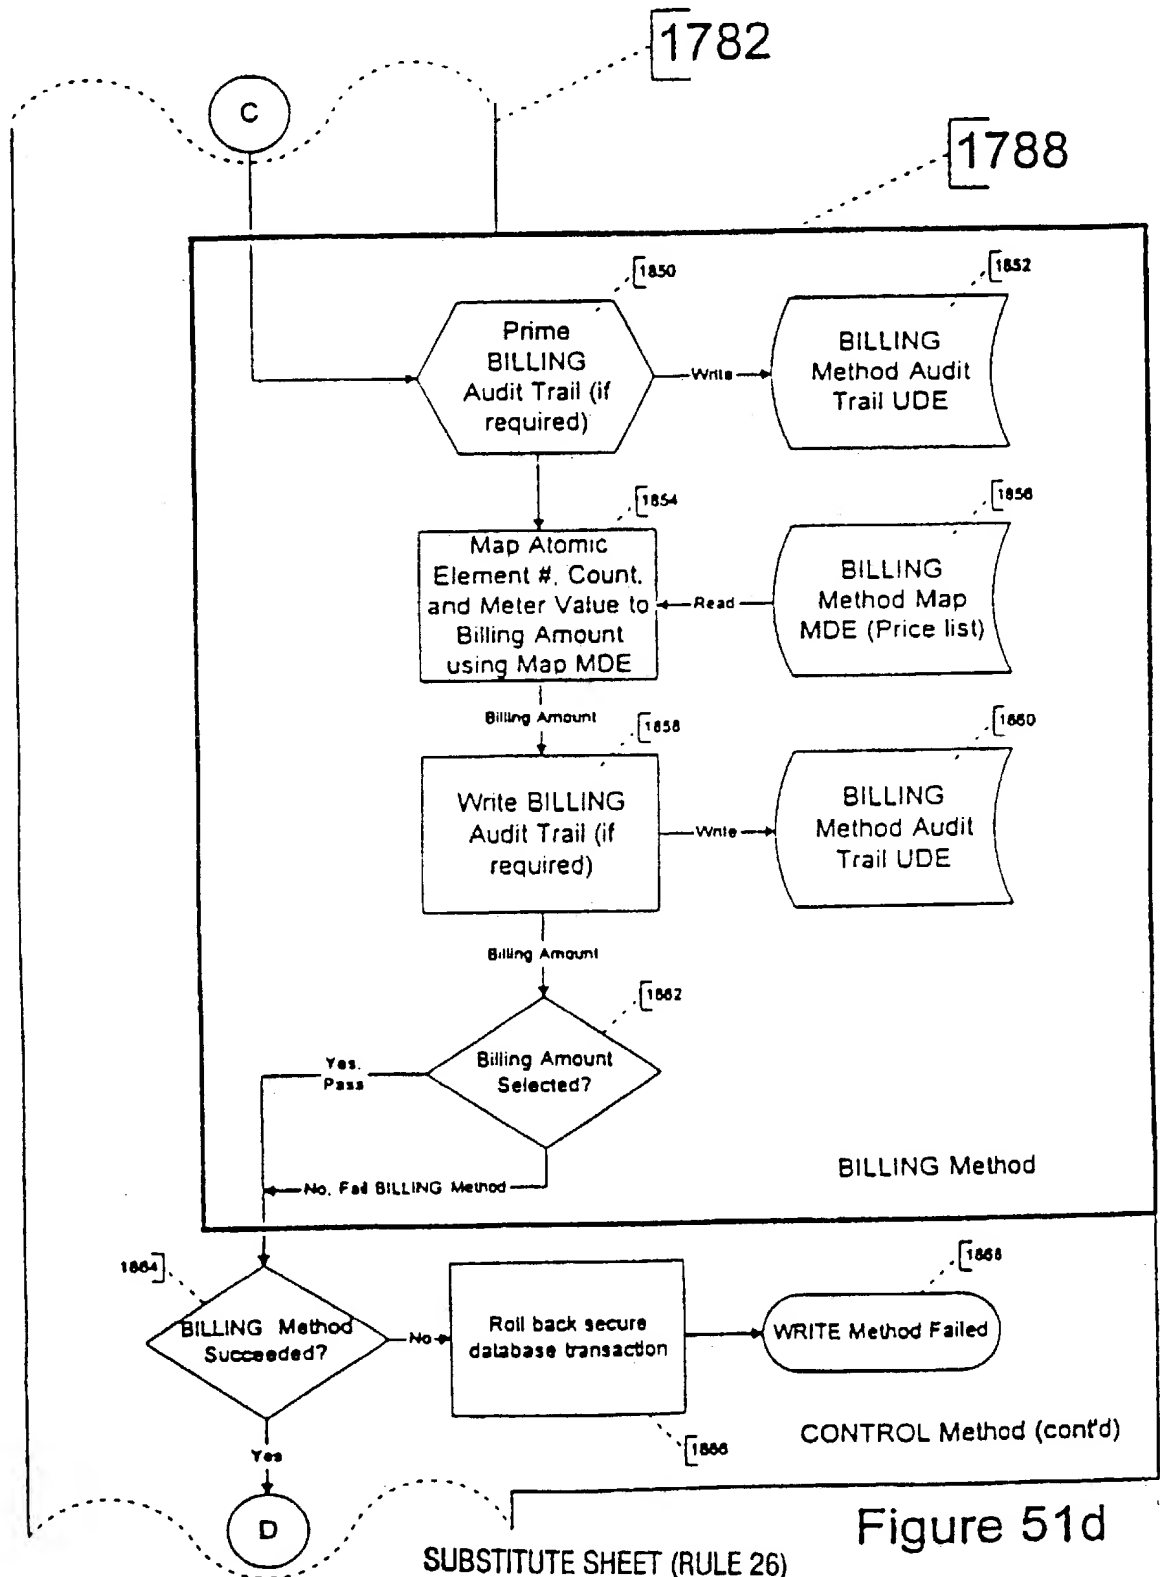 1782
C
1788
1850
1852
Prime
BILLING
Audit Trail (if
required)
Write
BILLING
Method Audit
Trail UDE
1854
1856
Map Atomic
Element #, Count,
and Meter Value to
Billing Amount
using Map MDE
Read
BILLING
Method Map
MDE (Price list)
Billing Amount
1858
1860
Write BILLING
Audit Trail (if
required)
Write
BILLING
Method Audit
Trail UDE
Billing Amount
1862
Yes,
Pass
Billing Amount
Selected?
No, Fail BILLING Method
BILLING Method
1864
1868
BILLING Method
Succeeded?
No
Roll back secure
database transaction
WRITE Method Failed
Yes
1866
CONTROL Method (cont'd)
D
Figure 51d
SUBSTITUTE SHEET (RULE 26)